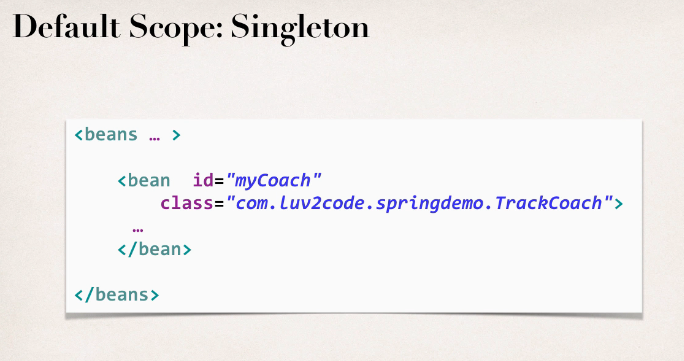 Default Scope: Singleton
<beans … >
<bean id="myCoach"
class="com.luv2code.springdemo.TrackCoach">
…
</bean>
</beans>